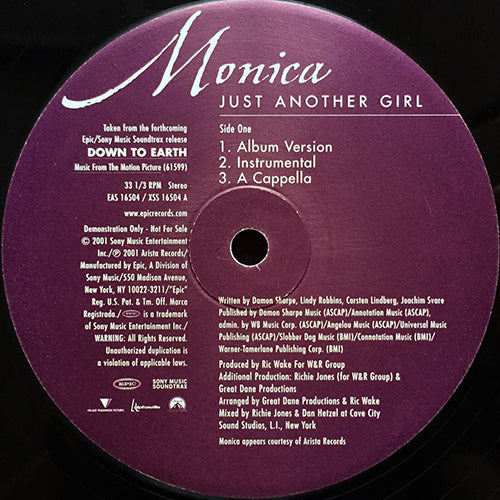 Monica
JUST ANOTHER GIRL
Taken from the forthcoming
Epic/Sony Music Soundtrax release
DOWN TO EARTH
Music From The Motion Picture (61599)
33 1/3 RPM Stereo
EAS 16504 / XSS 16504 A
www.epicrecords.com
Demonstration Only - Not For Sale
© 2001 Sony Music Entertainment
Inc./℗ 2001 Arista Records/
Manufactured by Epic, A Division of
Sony Music/550 Madison Avenue,
New York, NY 10022-3211/"Epic"
Reg. U.S. Pat. & Tm. Off. Marca
Registrada./ is a trademark
of Sony Music Entertainment Inc./
WARNING: All Rights Reserved.
Unauthorized duplication is
a violation of applicable laws.
EPIC
SONY MUSIC
SOUNDTRAX
Side One
1. Album Version
2. Instrumental
3. A Cappella
Written by Damon Sharpe, Lindy Robbins, Carsten Lindberg, Joachim Svare
Published by Damon Sharpe Music (ASCAP)/Annotation Music (ASCAP),
admin. by WB Music Corp. (ASCAP)/Angelou Music (ASCAP)/Universal Music
Publishing (ASCAP)/Slobber Dog Music (BMI)/Connotation Music (BMI)/
Warner-Tamerlane Publishing Corp. (BMI)
Produced by Ric Wake For W&R Group
Additional Production: Richie Jones (for W&R Group) &
Great Dane Productions
Arranged by Great Dane Productions & Ric Wake
Mixed by Richie Jones & Dan Hetzel at Cove City
Sound Studios, L.I., New York
Monica appears courtesy of Arista Records